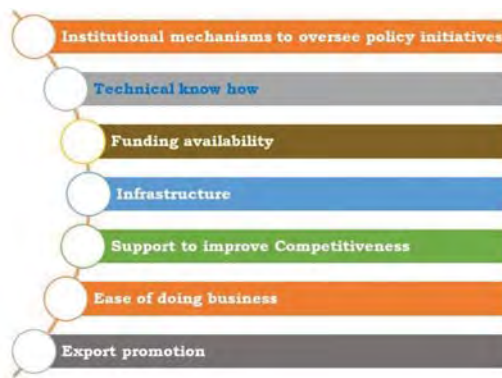 Institutional mechanisms to oversee policy initiatives
Technical know how
Funding availability
Infrastructure
Support to improve Competitiveness
Ease of doing business
Export promotion